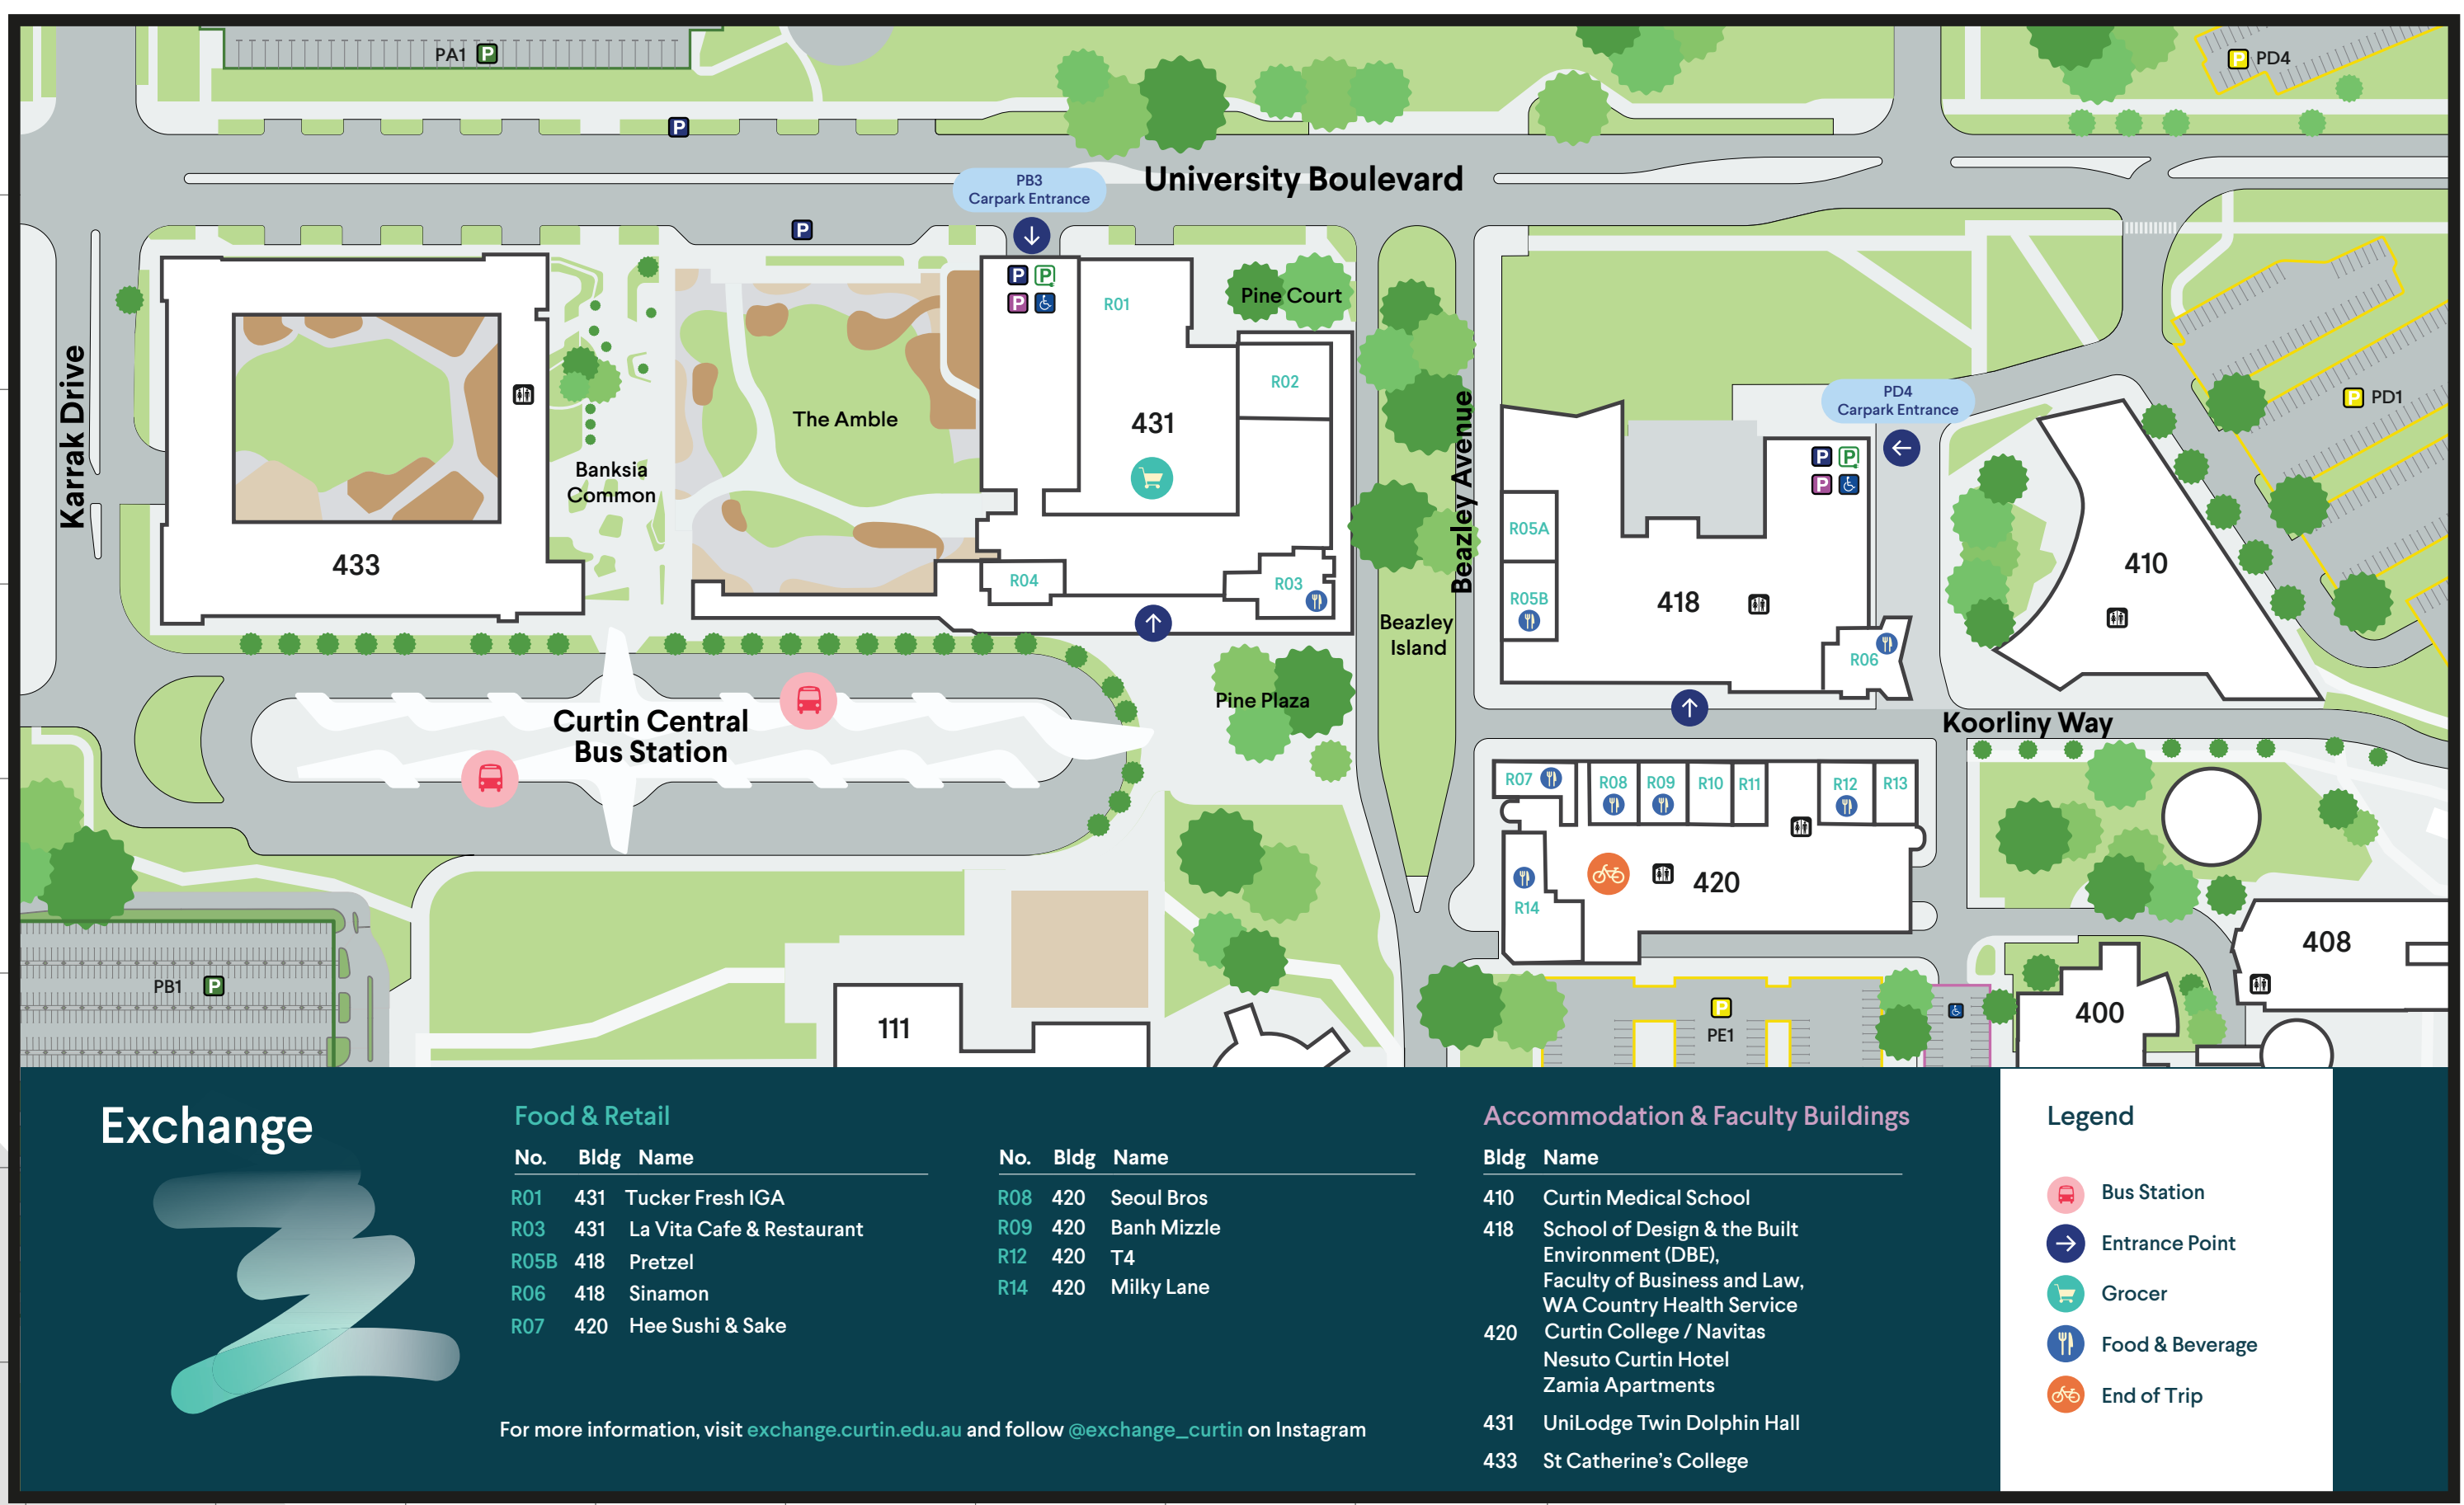 PA1 P
P PD4
P
University Boulevard
PB3
Carpark Entrance
P
P P
P
R01
Pine Court
R02
Karrak Drive
The Amble
431
Beazley Avenue
PD4
Carpark Entrance
P PD1
P P
P
Banksia
Common
R05A
433
R04
R03
R05B
418
410
Beazley
Island
R06
Pine Plaza
Curtin Central
Bus Station
Koorliny Way
R07
R08
R09
R10
R11
R12
R13
420
R14
408
PB1 P
111
P
PE1
400
Exchange
Food & Retail
No. Bldg Name
R01 431 Tucker Fresh IGA
R03 431 La Vita Cafe & Restaurant
R05B 418 Pretzel
R06 418 Sinamon
R07 420 Hee Sushi & Sake
No. Bldg Name
R08 420 Seoul Bros
R09 420 Banh Mizzle
R12 420 T4
R14 420 Milky Lane
For more information, visit exchange.curtin.edu.au and follow @exchange_curtin on Instagram
Accommodation & Faculty Buildings
Bldg Name
410 Curtin Medical School
418 School of Design & the Built
Environment (DBE),
Faculty of Business and Law,
WA Country Health Service
420 Curtin College / Navitas
Nesuto Curtin Hotel
Zamia Apartments
431 UniLodge Twin Dolphin Hall
433 St Catherine's College
Legend
Bus Station
Entrance Point
Grocer
Food & Beverage
End of Trip